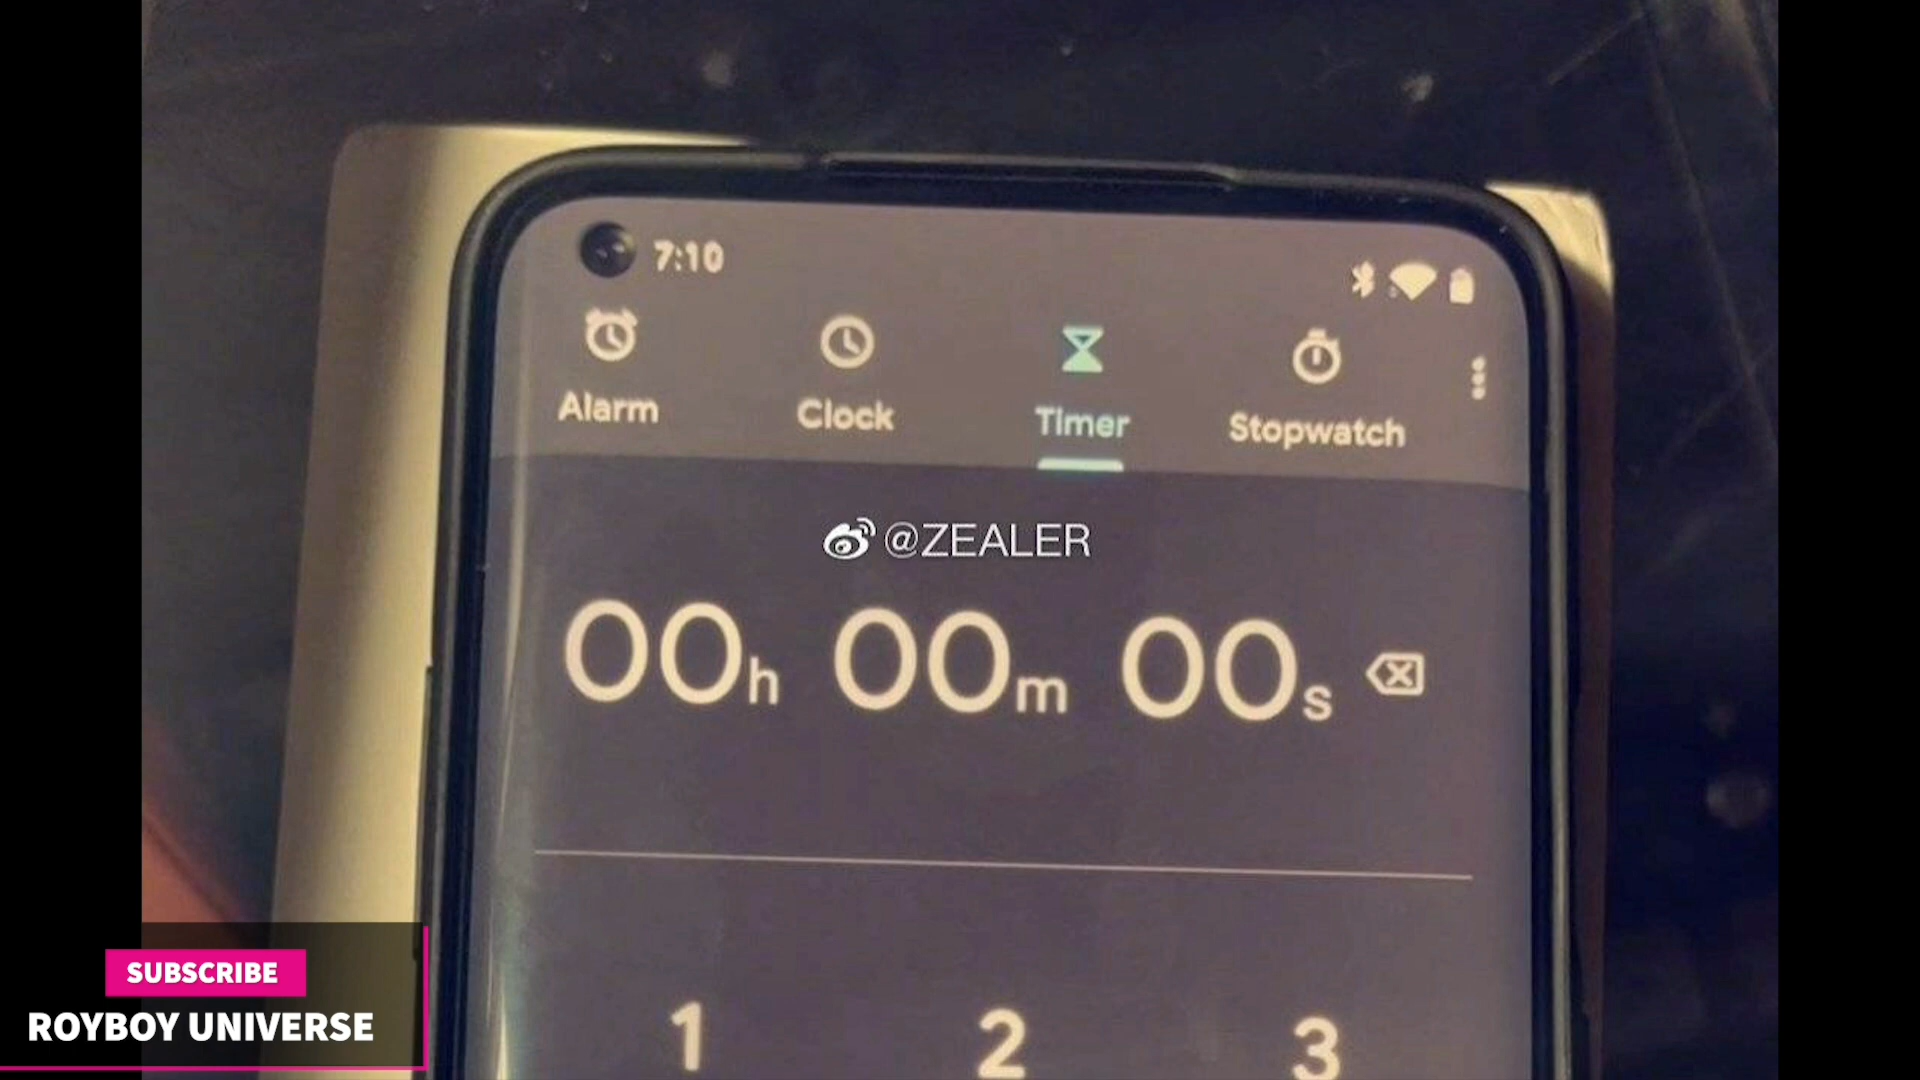 7:10
Alarm Clock Timer Stopwatch
@ZEALER
00h 00m 00s
1 2 3
SUBSCRIBE
ROYBOY UNIVERSE